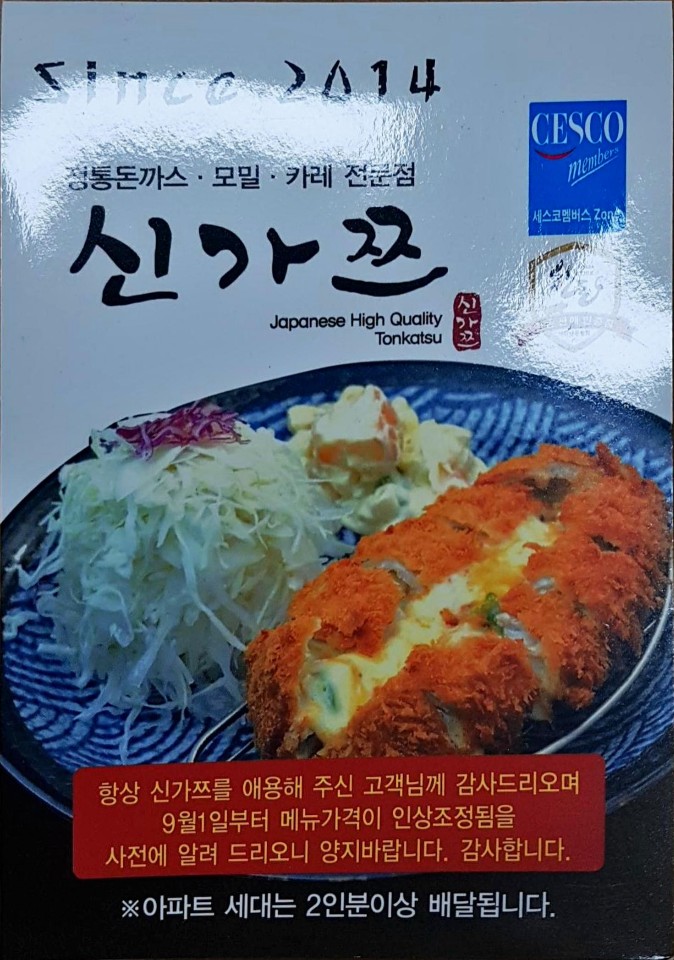 Since 2014
정통돈까스 · 모밀 · 카레 전문점
신가쯔
Japanese High Quality
Tonkatsu
신가쯔
CESCO
members
세스코멤버스 Zone
항상 신가쯔를 애용해 주신 고객님께 감사드리오며
9월1일부터 메뉴가격이 인상조정됨을
사전에 알려 드리오니 양지바랍니다. 감사합니다.
※아파트 세대는 2인분이상 배달됩니다.